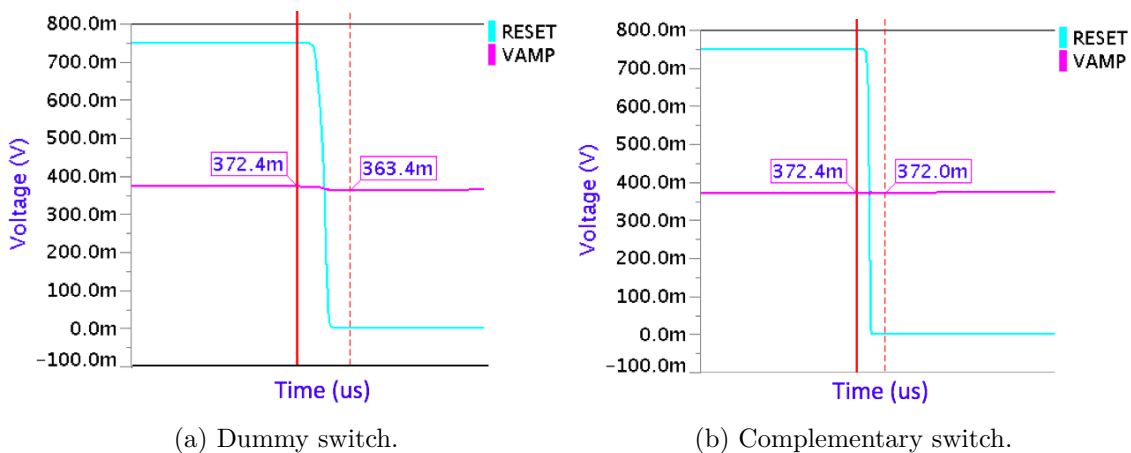 800.0m
700.0m
600.0m
500.0m
400.0m
300.0m
200.0m
100.0m
0.0m
-100.0m
Voltage (V)
372.4m
363.4m
RESET
VAMP
Time (us)
(a) Dummy switch.
800.0m
700.0m
600.0m
500.0m
400.0m
300.0m
200.0m
100.0m
0.0m
-100.0m
Voltage (V)
372.4m
372.0m
RESET
VAMP
Time (us)
(b) Complementary switch.